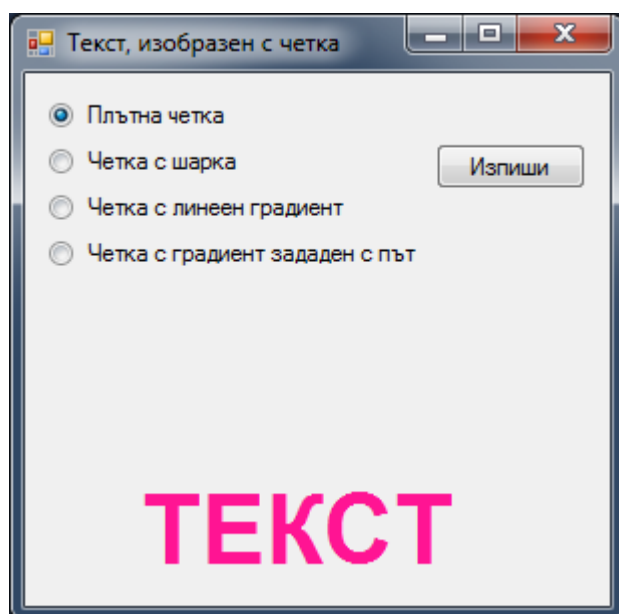 Текст, изобразен с четка
Плътна четка
Четка с шарка
Изпиши
Четка с линеен градиент
Четка с градиент зададен с път
ТЕКСТ